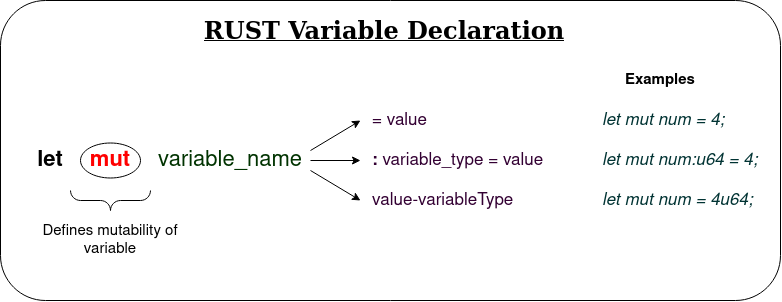 RUST Variable Declaration
Examples
= value
let mut num = 4;
let mut variable_name
: variable_type = value
let mut num:u64 = 4;
value-variableType
let mut num = 4u64;
Defines mutability of
variable